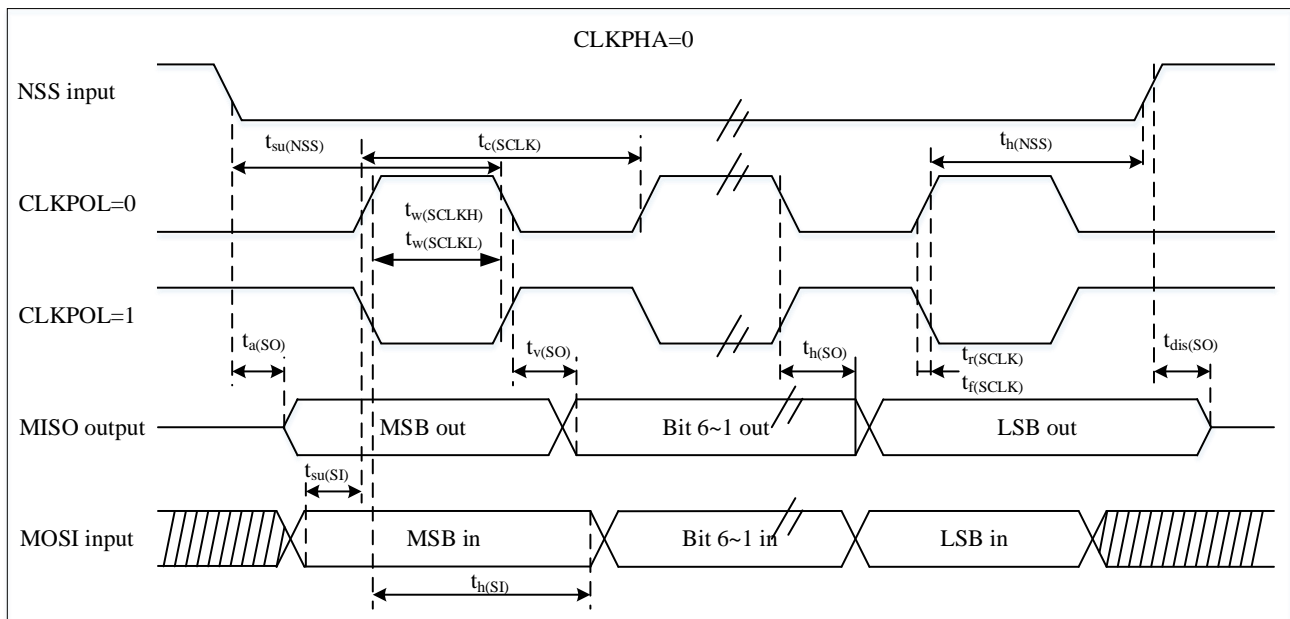 CLKPHA=0
NSS input
tsu(NSS)
tc(SCLK)
th(NSS)
CLKPOL=0
tw(SCLKH)
tw(SCLKL)
CLKPOL=1
ta(SO)
tv(SO)
th(SO)
tr(SCLK)
tf(SCLK)
tdis(SO)
MISO output
MSB out
Bit 6~1 out
LSB out
tsu(SI)
MOSI input
MSB in
Bit 6~1 in
LSB in
th(SI)